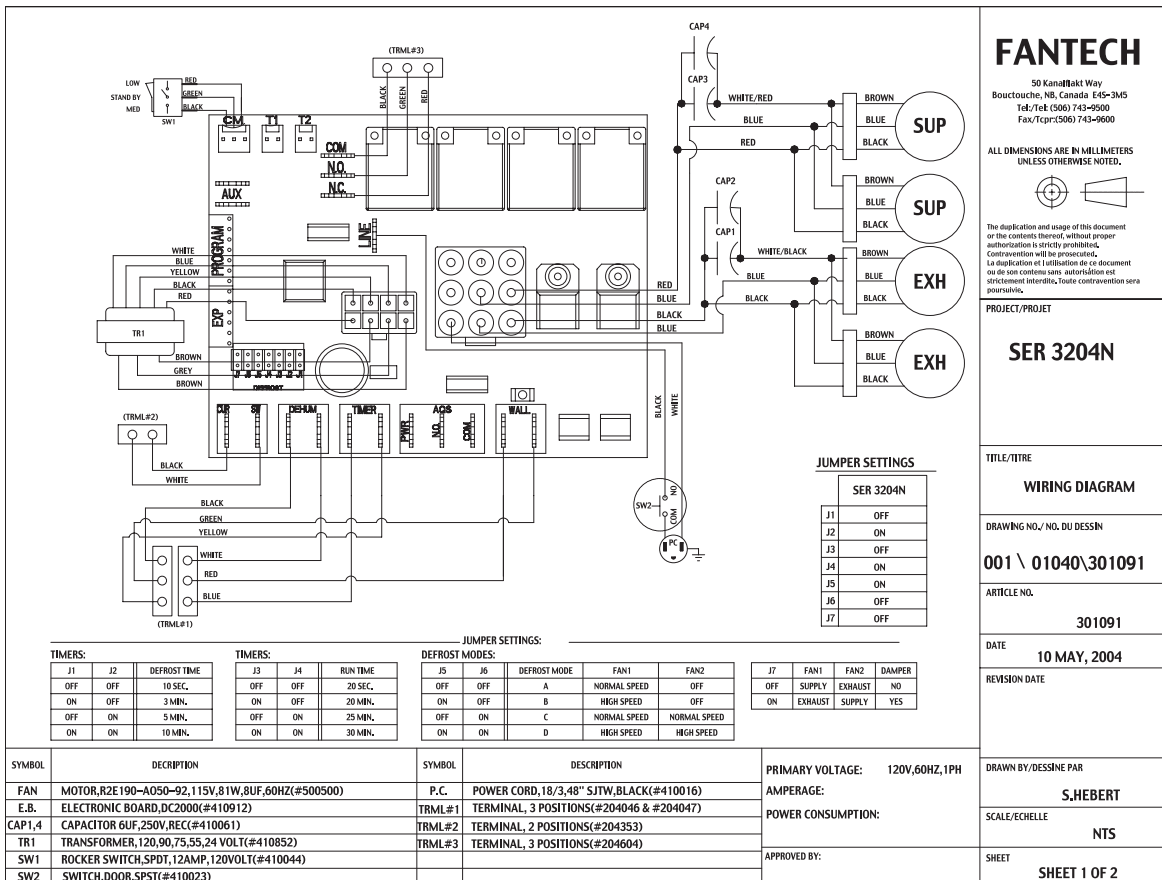 (TRML#3)
BLACK
GREEN
RED
LOW
STAND BY
MED
SW1
RED
GREEN
BLACK
CM
T1
T2
COM
N.O.
N.C.
AUX
PROGRAM
EXP
LINE
WHITE
BLUE
YELLOW
BLACK
RED
TR1
BROWN
GREY
BROWN
DEFROST
CUR
SW
DEHUM
TIMER
AQS
PWR
N.O.
COM
WALL
(TRML#2)
BLACK
WHITE
BLACK
GREEN
YELLOW
WHITE
RED
BLUE
(TRML#1)
CAP4
CAP3
WHITE/RED
BLUE
RED
CAP2
CAP1
WHITE/BLACK
BLUE
BLACK
RED
BLUE
BLACK
BLUE
BROWN
BLUE
BLACK
SUP
BROWN
BLUE
BLACK
SUP
BROWN
BLUE
BLACK
EXH
BROWN
BLUE
BLACK
EXH
BLACK
WHITE
SW2
NO
COM
PC
JUMPER SETTINGS
SER 3204N
J1 OFF
J2 ON
J3 OFF
J4 ON
J5 ON
J6 OFF
J7 OFF
JUMPER SETTINGS:
TIMERS:
J1 J2 DEFROST TIME
OFF OFF 10 SEC.
ON OFF 3 MIN.
OFF ON 5 MIN.
ON ON 10 MIN.
TIMERS:
J3 J4 RUN TIME
OFF OFF 20 SEC.
ON OFF 20 MIN.
OFF ON 25 MIN.
ON ON 30 MIN.
DEFROST MODES:
J5 J6 DEFROST MODE FAN1 FAN2
OFF OFF A NORMAL SPEED OFF
ON OFF B HIGH SPEED OFF
OFF ON C NORMAL SPEED NORMAL SPEED
ON ON D HIGH SPEED HIGH SPEED
J7 FAN1 FAN2 DAMPER
OFF SUPPLY EXHAUST NO
ON EXHAUST SUPPLY YES
SYMBOL DECRIPTION
FAN MOTOR,R2E190-AO50-92,115V,81W,8UF,60HZ(#500500)
E.B. ELECTRONIC BOARD,DC2000(#410912)
CAP1,4 CAPACITOR 6UF,250V,REC(#410061)
TR1 TRANSFORMER,120,90,75,55,24 VOLT(#410852)
SW1 ROCKER SWITCH,SPDT,12AMP,120VOLT(#410044)
SW2 SWITCH,DOOR,SPST(#410023)
SYMBOL DESCRIPTION
P.C. POWER CORD,18/3,48" SJTW,BLACK(#410016)
TRML#1 TERMINAL, 3 POSITIONS(#204046 & #204047)
TRML#2 TERMINAL, 2 POSITIONS(#204353)
TRML#3 TERMINAL, 3 POSITIONS(#204604)
PRIMARY VOLTAGE: 120V,60HZ,1PH
AMPERAGE:
POWER CONSUMPTION:
APPROVED BY:
FANTECH
50 Kanalflakt Way
Bouctouche, NB, Canada E4S-3M5
Tel:/Tel: (506) 743-9500
Fax/Tcpr:(506) 743-9600
ALL DIMENSIONS ARE IN MILLIMETERS
UNLESS OTHERWISE NOTED.
The duplication and usage of this document
or the contents thereof, without proper
authorization is strictly prohibited.
Contravention will be prosecuted.
La duplication et l utilisation de ce document
ou de son contenu sans autorisation est
strictement interdite. Toute contravention sera
poursuivie.
PROJECT/PROJET
SER 3204N
TITLE/TITRE
WIRING DIAGRAM
DRAWING NO./ NO. DU DESSIN
001 \ 01040\301091
ARTICLE NO.
301091
DATE
10 MAY, 2004
REVISION DATE
DRAWN BY/DESSINE PAR
S.HEBERT
SCALE/ECHELLE
NTS
SHEET
SHEET 1 OF 2